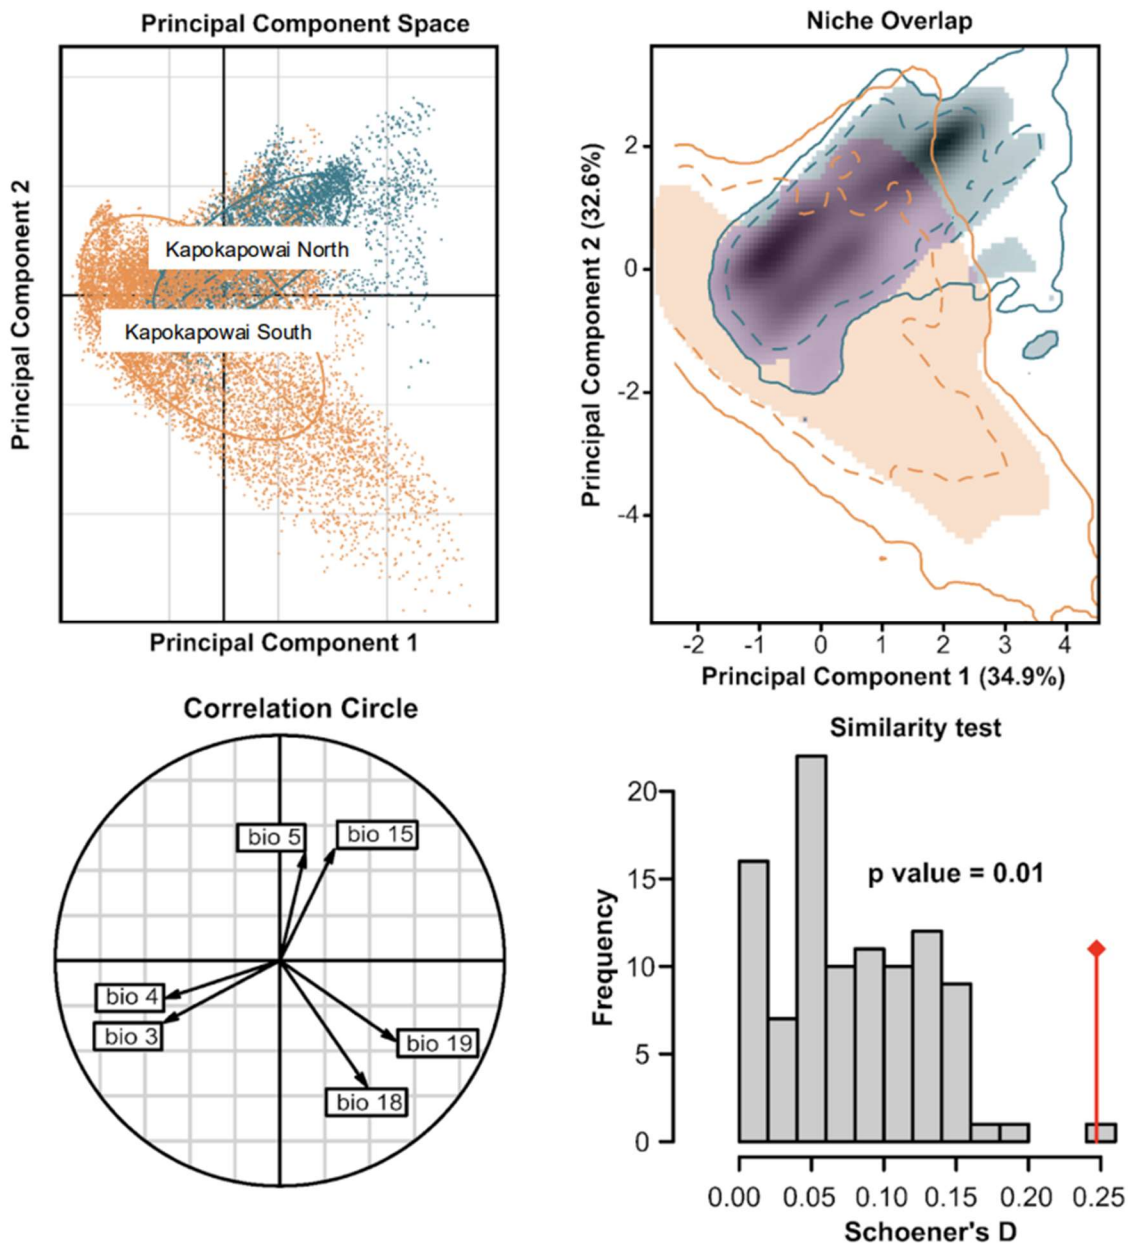 Principal Component Space
Principal Component 2
Kapokapowai North
Kapokapowai South
Principal Component 1
Niche Overlap
Principal Component 2 (32.6%)
2
0
-2
-4
-2 -1 0 1 2 3 4
Principal Component 1 (34.9%)
Correlation Circle
bio 5
bio 15
bio 4
bio 3
bio 19
bio 18
Similarity test
Frequency
20
15
10
5
0
p value = 0.01
0.00 0.05 0.10 0.15 0.20 0.25
Schoener's D